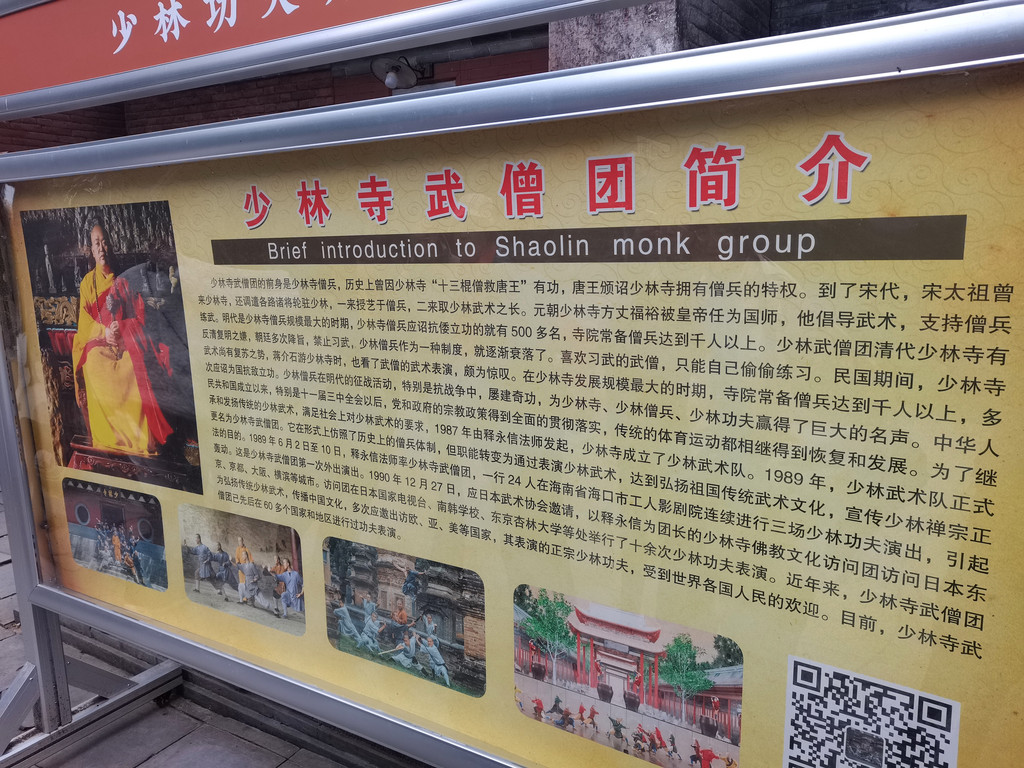 少林功夫
少林寺武僧团简介
Brief introduction to Shaolin monk group
少林寺武僧团的前身是少林寺僧兵，历史上曾因少林寺“十三棍僧救唐王”有功，唐王颁诏少林寺拥有僧兵的特权。到了宋代，宋太祖曾
来少林寺，还调遣各路诸将轮驻少林，一来授艺于僧兵，二来取少林武术之长。元朝少林寺方丈福裕被皇帝任为国师，他倡导武术，支持僧兵
练武。明代是少林寺僧兵规模最大的时期，少林寺僧兵应诏抗倭立功的就有500多名，寺院常备僧兵达到千人以上。少林武僧团清代少林寺有
反清复明之嫌，朝廷多次降旨，禁止习武，少林僧兵作为一种制度，就逐渐衰落了。喜欢习武的武僧，只能自己偷偷练习。民国期间，少林寺
武术尚有复苏之势，蒋介石游少林寺时，也看了武僧的武术表演，颇为惊叹。在少林寺发展规模最大的时期，寺院常备僧兵达到千人以上，多
次应诏为国抗敌立功。少林僧兵在明代的征战活动，特别是抗战争中，屡建奇功，为少林寺、少林僧兵、少林功夫赢得了巨大的名声。中华人
民共和国成立以来，特别是十一届三中全会以后，党和政府的宗教政策得到全面的贯彻落实，传统的体育运动都相继得到恢复和发展。为了继
承和发扬传统的少林武术，满足社会上对少林武术的要求，1987年由释永信法师发起，少林寺成立了少林武术队。1989年，少林武术队正式
更名为少林寺武僧团。它在形式上仿照了历史上的僧兵体制，但职能转变为通过表演少林武术，达到弘扬祖国传统武术文化，宣传少林禅宗正
法的目的。1989年6月2日至10日，释永信法师率少林寺武僧团，一行24人在海南省海口市工人影剧院连续进行三场少林功夫演出，引起
轰动。这是少林寺武僧团第一次外出演出。1990年12月27日，应日本武术协会邀请，以释永信为团长的少林寺佛教文化访问团访问日本东
京、京都、大阪、横滨等城市。访问团在日本国家电视台、南韩学校、东京杏林大学等处举行了十余次少林功夫表演。近年来，少林寺武僧团
为弘扬传统少林武术，传播中国文化，多次应邀出访欧、亚、美等国家，其表演的正宗少林功夫，受到世界各国人民的欢迎。目前，少林寺武
僧团已先后在60多个国家和地区进行过功夫表演。